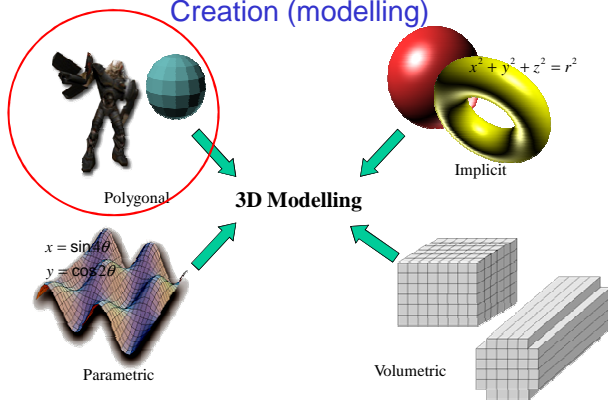 Creation (modelling)
x² + y² + z² = r²
Polygonal
Implicit
3D Modelling
x = sin4θ
y = cos2θ
Parametric
Volumetric